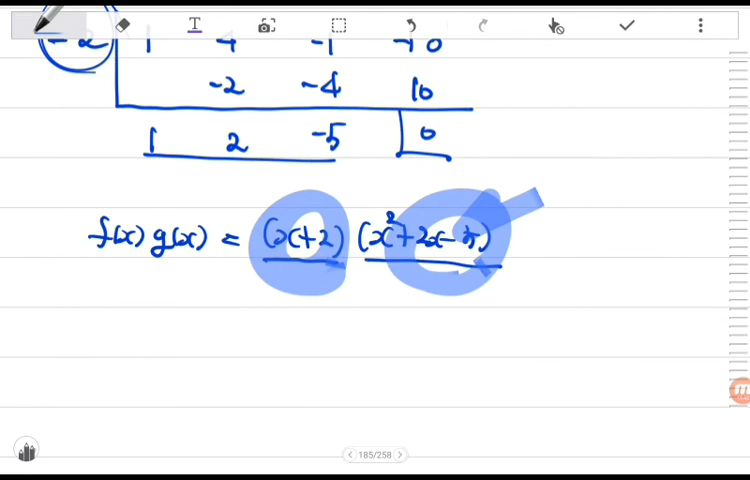 -2 1 4 -1 -10
-2 -4 10
1 2 -5 0
f(x) g(x) = (x+2) (x²+2x-5)
185/258